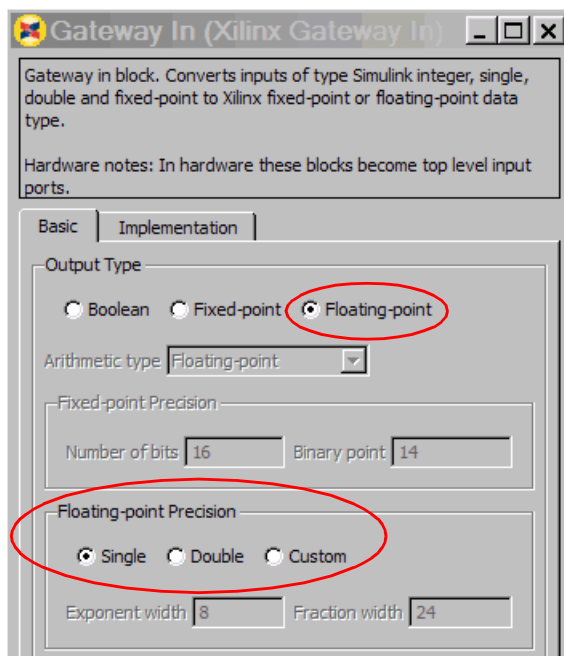 Gateway In (Xilinx Gateway In)
Gateway in block. Converts inputs of type Simulink integer, single,
double and fixed-point to Xilinx fixed-point or floating-point data
type.
Hardware notes: In hardware these blocks become top level input
ports.
Basic Implementation
Output Type
Boolean Fixed-point Floating-point
Arithmetic type Floating-point
Fixed-point Precision
Number of bits 16 Binary point 14
Floating-point Precision
Single Double Custom
Exponent width 8 Fraction width 24